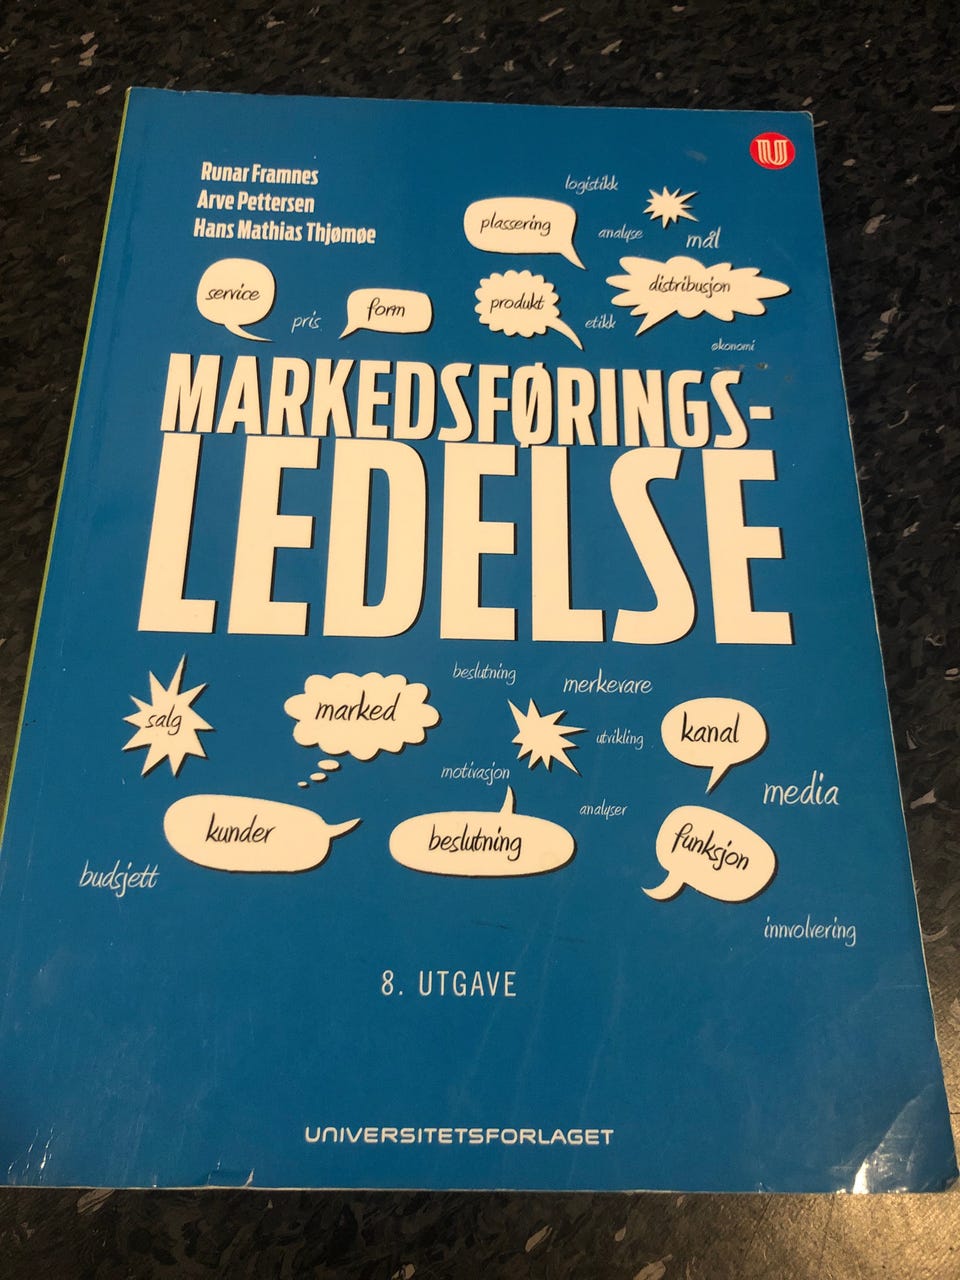 Runar Framnes
Arve Pettersen
Hans Mathias Thjømøe
U
logistikk
plassering
analyse
mål
service
pris
form
produkt
etikk
distribusjon
økonomi
MARKEDSFØRINGS-
LEDELSE
salg
marked
beslutning
merkevare
utvikling
kanal
motivasjon
media
kunder
beslutning
analyser
funksjon
budsjett
innvolvering
8. UTGAVE
UNIVERSITETSFORLAGET